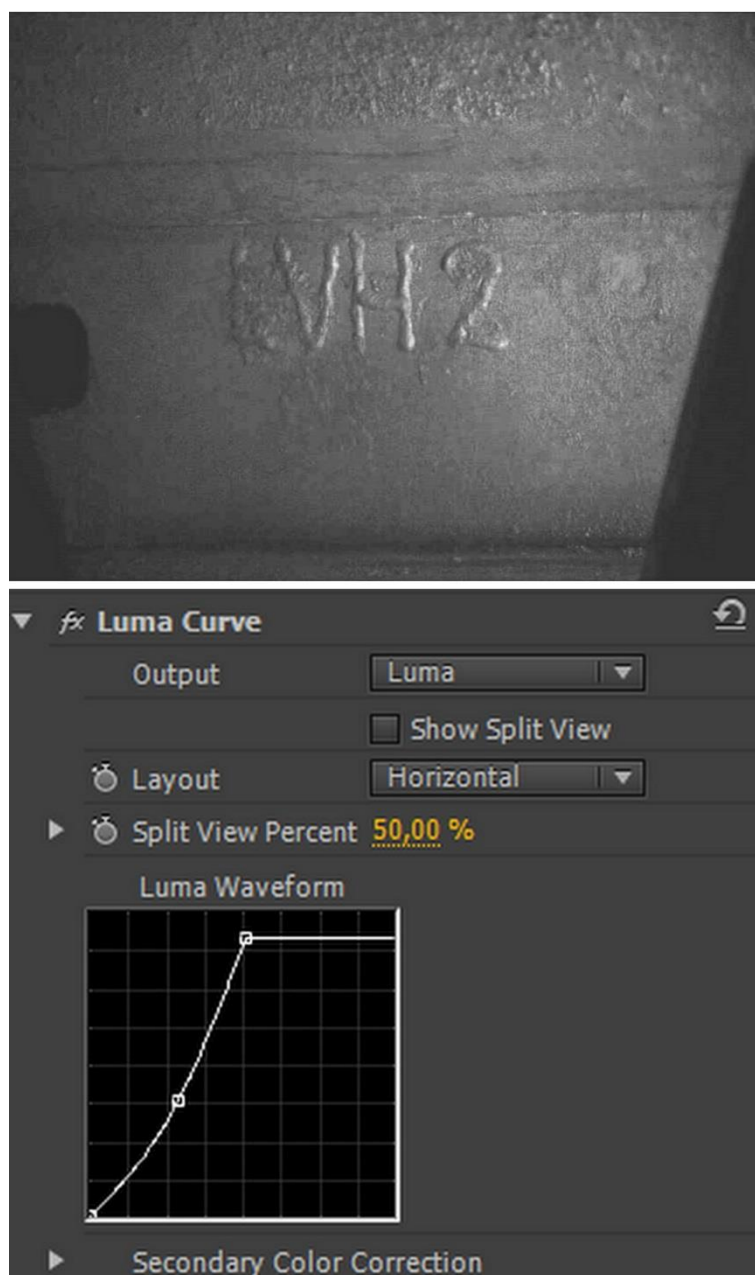 VH2
Luma Curve
Output Luma
Show Split View
Layout Horizontal
Split View Percent 50,00 %
Luma Waveform
Secondary Color Correction